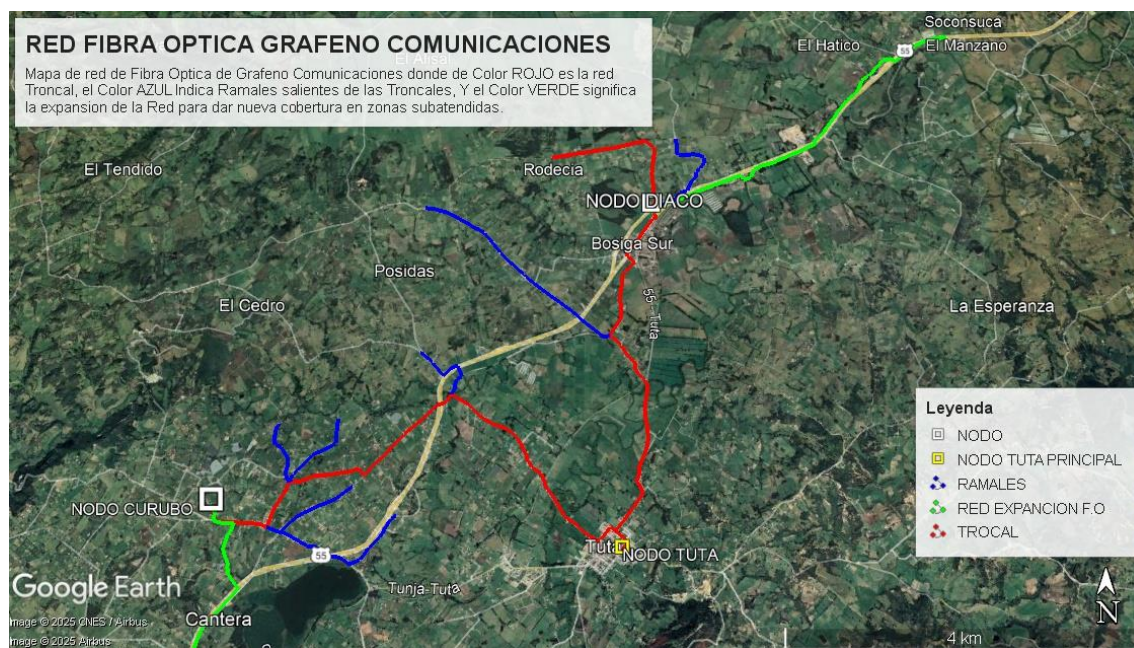 RED FIBRA OPTICA GRAFENO COMUNICACIONES
Mapa de red de Fibra Optica de Grafeno Comunicaciones donde de Color ROJO es la red
Troncal, el Color AZUL Indica Ramales salientes de las Troncales, Y el Color VERDE significa
la expansion de la Red para dar nueva cobertura en zonas subatendidas.
Soconsuca
El Hatico
55
El Manzano
El Alisal
El Tendido
Rodecia
NODO IDIACO
Bosiga Sur
Posidas
El Cedro
55 - Tuta
La Esperanza
Leyenda
NODO
NODO TUTA PRINCIPAL
RAMALES
RED EXPANCION F.O
TROCAL
NODO CURUBO
Tuta
NODO TUTA
55
Tunja-Tuta
Google Earth
Cantera
Image © 2025 CNES / Airbus
Image © 2025 Airbus
4 km
N